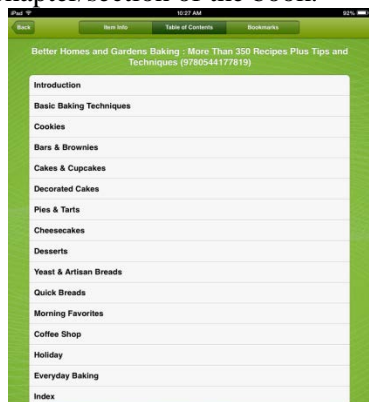 chapter/section of the book.
iPad
10:27 AM
93%
Back
Item Info
Table of Contents
Bookmarks
Better Homes and Gardens Baking : More Than 350 Recipes Plus Tips and
Techniques (9780544177819)
Introduction
Basic Baking Techniques
Cookies
Bars & Brownies
Cakes & Cupcakes
Decorated Cakes
Pies & Tarts
Cheesecakes
Desserts
Yeast & Artisan Breads
Quick Breads
Morning Favorites
Coffee Shop
Holiday
Everyday Baking
Index